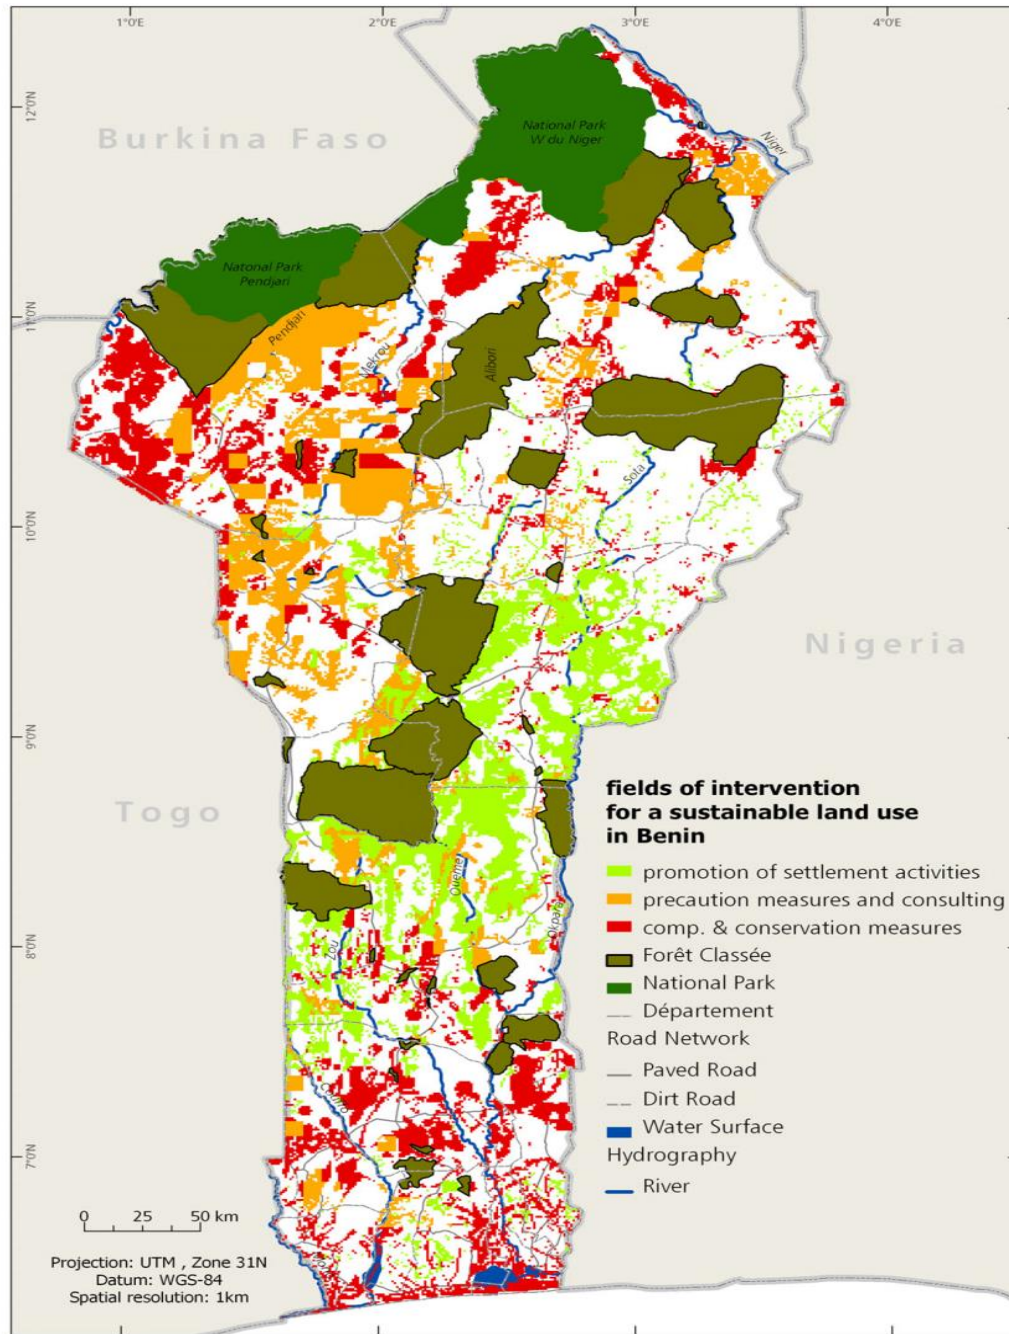 1°0'E
2°0'E
3°0'E
4°0'E
12°0'N
11°0'N
10°0'N
9°0'N
8°0'N
7°0'N
Burkina Faso
National Park
W du Niger
Niger
Natonal Park
Pendjari
Pendjari
Mekrou
Alibori
Sota
Nigeria
Togo
Oueme
Okpara
Zou
fields of intervention
for a sustainable land use
in Benin
promotion of settlement activities
precaution measures and consulting
comp. & conservation measures
Forêt Classée
National Park
Département
Road Network
Paved Road
Dirt Road
Water Surface
Hydrography
River
0 25 50 km
Projection: UTM , Zone 31N
Datum: WGS-84
Spatial resolution: 1km